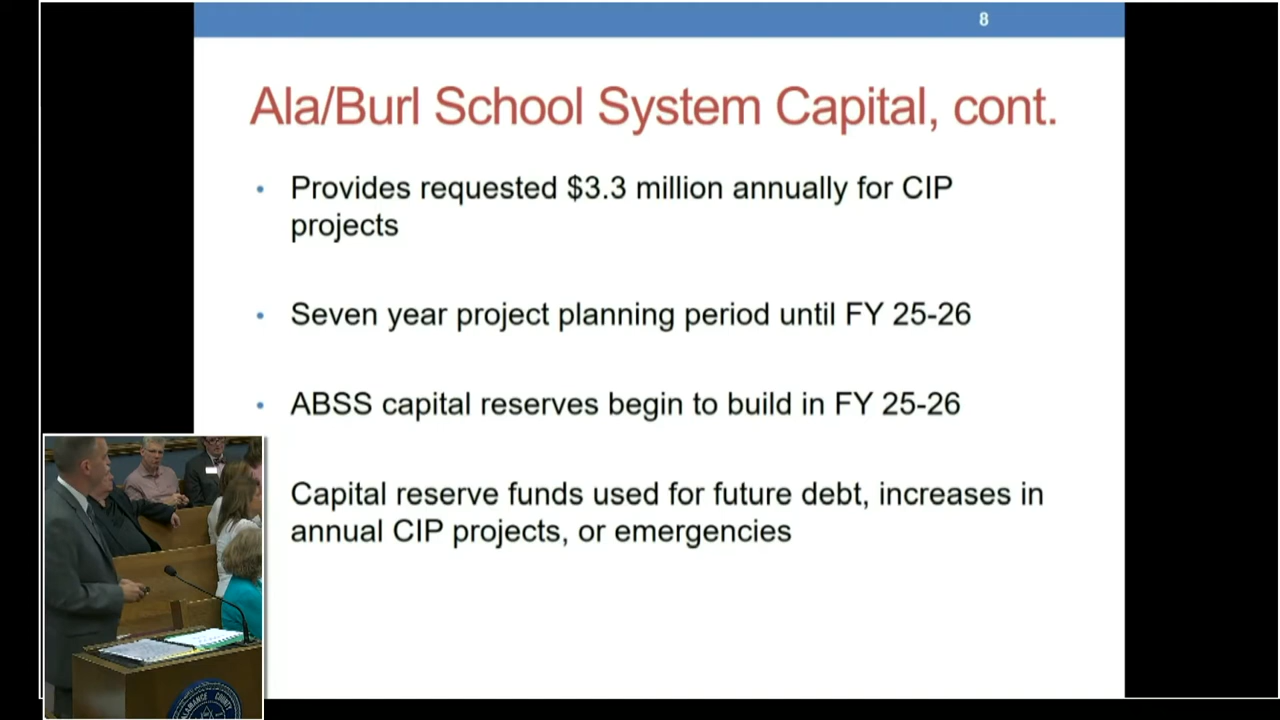 8
Ala/Burl School System Capital, cont.
• Provides requested $3.3 million annually for CIP
projects
• Seven year project planning period until FY 25-26
• ABSS capital reserves begin to build in FY 25-26
Capital reserve funds used for future debt, increases in
annual CIP projects, or emergencies
ALAMANCE COUNTY